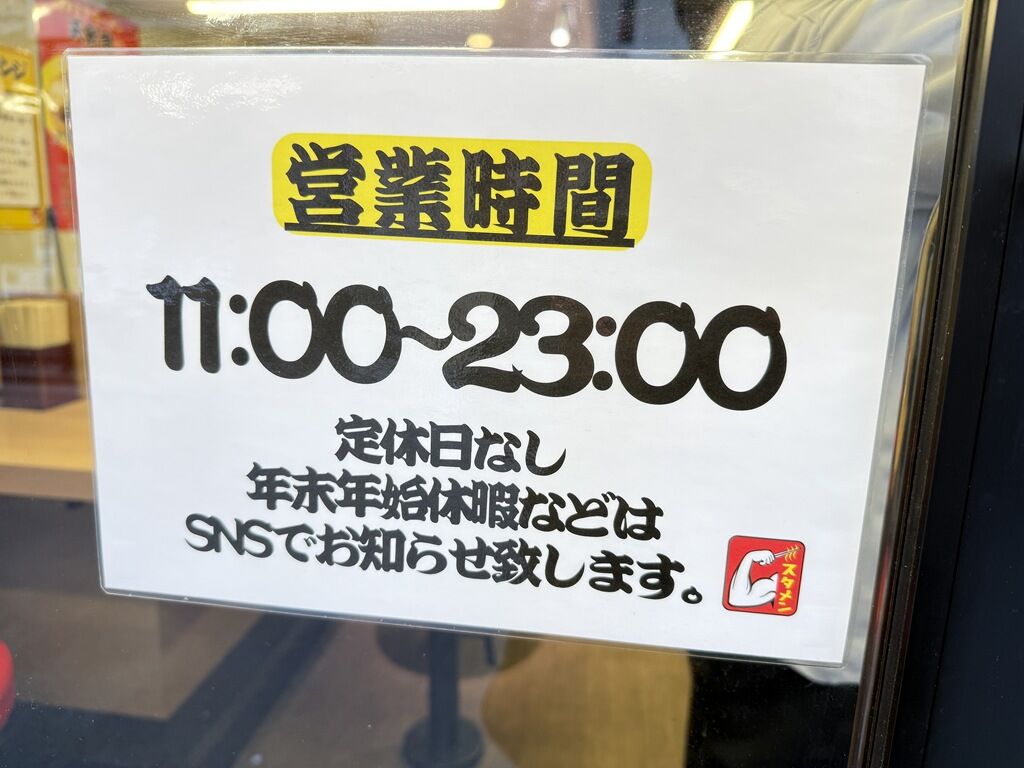 営業時間
11:00~23:00
定休日なし
年末年始休暇などは
SNSでお知らせ致します。
スタメン